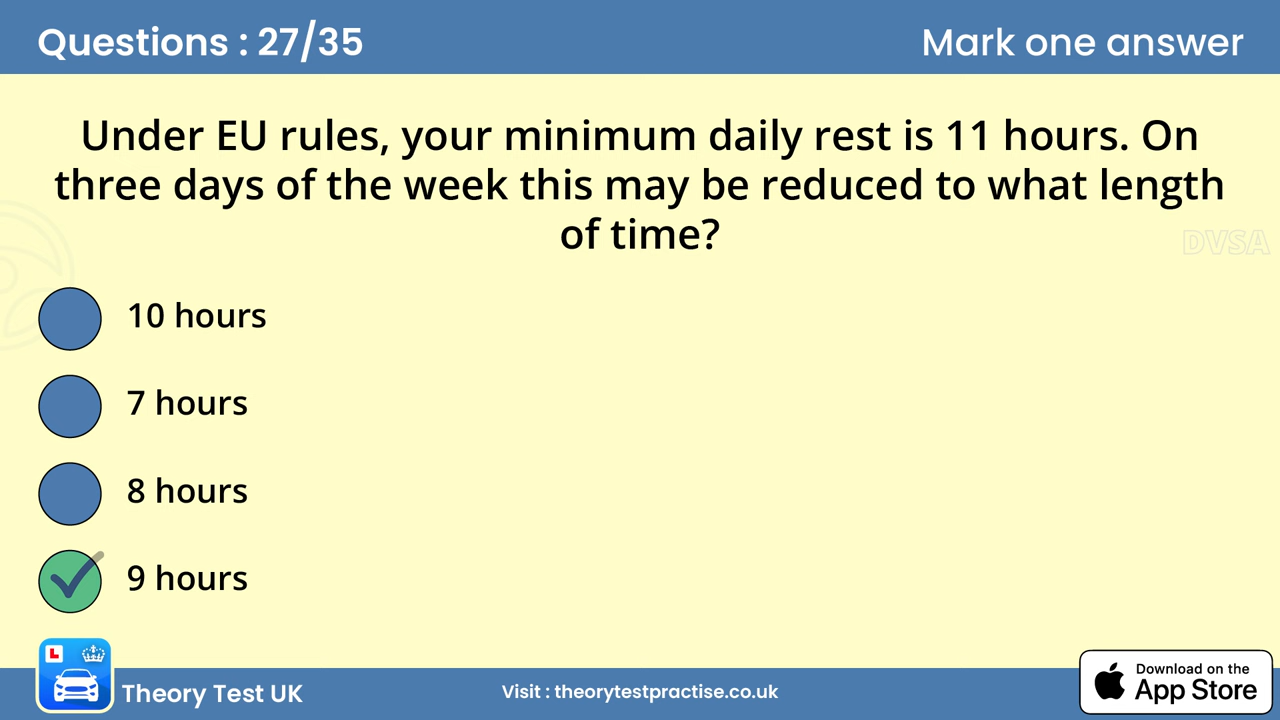 Questions : 27/35
Mark one answer
Under EU rules, your minimum daily rest is 11 hours. On
three days of the week this may be reduced to what length
of time?
DVSA
10 hours
7 hours
8 hours
9 hours
L
Theory Test UK
Visit : theorytestpractise.co.uk
Download on the
App Store